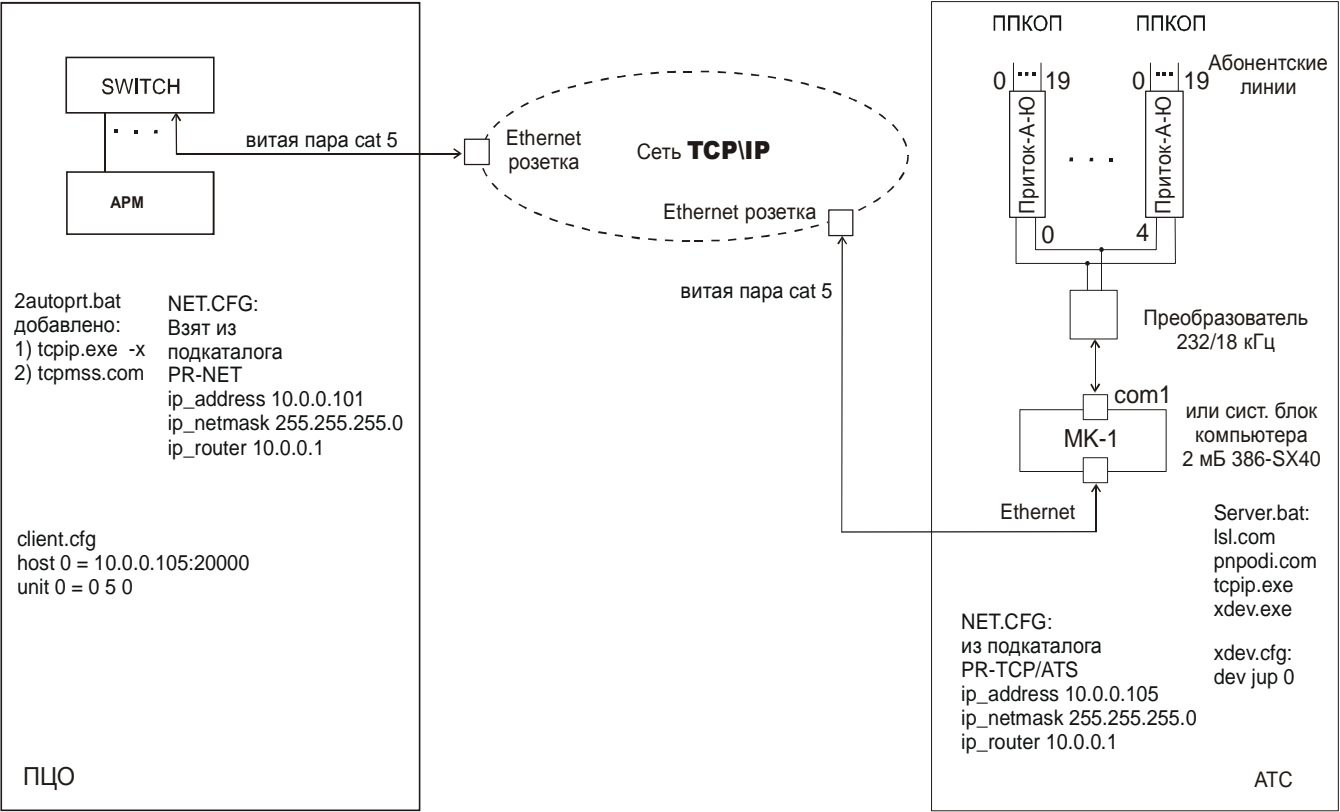 SWITCH
. . .
АРМ
витая пара cat 5
2autoprt.bat
добавлено:
1) tcpip.exe -x
2) tcpmss.com
NET.CFG:
Взят из
подкаталога
PR-NET
ip_address 10.0.0.101
ip_netmask 255.255.255.0
ip_router 10.0.0.1
client.cfg
host 0 = 10.0.0.105:20000
unit 0 = 0 5 0
ПЦО
Ethernet
розетка
Сеть TCP\IP
Ethernet розетка
витая пара cat 5
ППКОП
ППКОП
0 ... 19
0 ... 19
Абонентские
линии
Приток-А-Ю
. . .
Приток-А-Ю
0
4
Преобразователь
232/18 кГц
com1
МК-1
или сист. блок
компьютера
2 мБ 386-SX40
Ethernet
Server.bat:
lsl.com
pnpodi.com
tcpip.exe
xdev.exe
xdev.cfg:
dev jup 0
NET.CFG:
из подкаталога
PR-TCP/ATS
ip_address 10.0.0.105
ip_netmask 255.255.255.0
ip_router 10.0.0.1
АТС